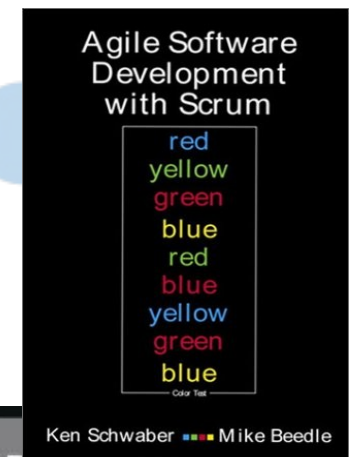 Agile Software
Development
with Scrum
red
yellow
green
blue
red
blue
yellow
green
blue
Color Test
Ken Schwaber Mike Beedle